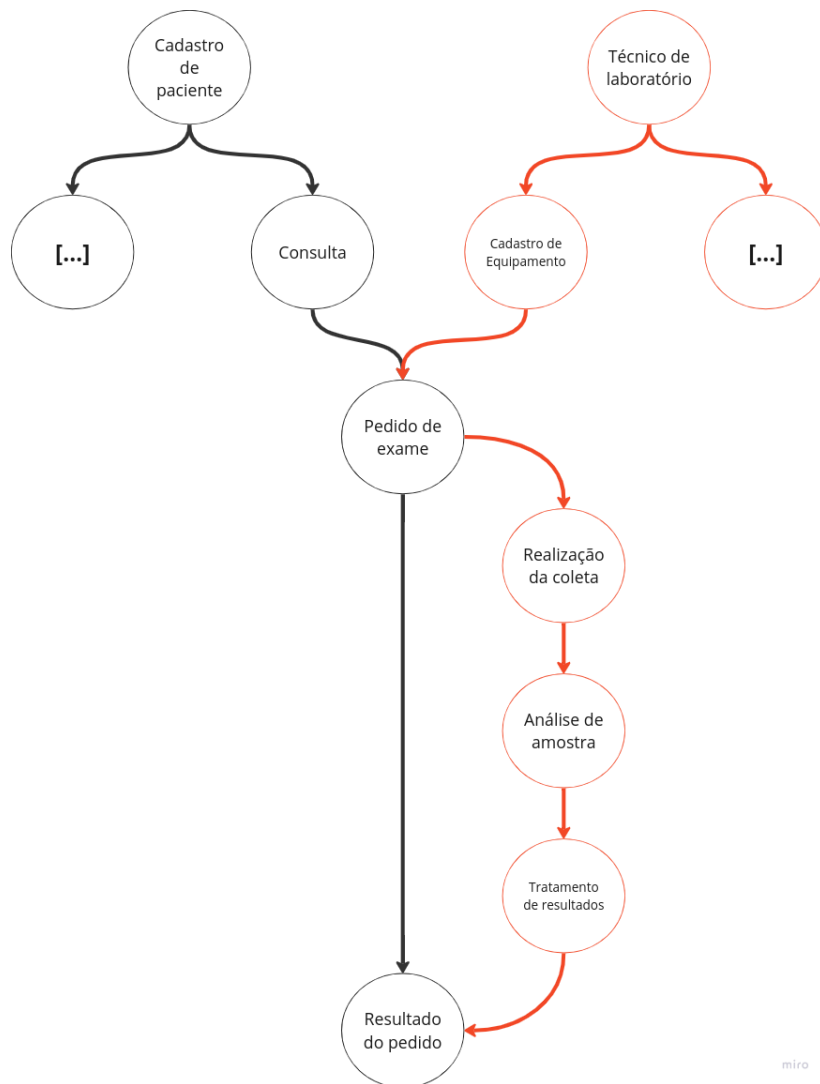 Cadastro
de
paciente
Técnico de
laboratório
[...]
Consulta
Cadastro de
Equipamento
[...]
Pedido de
exame
Realização
da coleta
Análise de
amostra
Tratamento
de resultados
Resultado
do pedido
miro